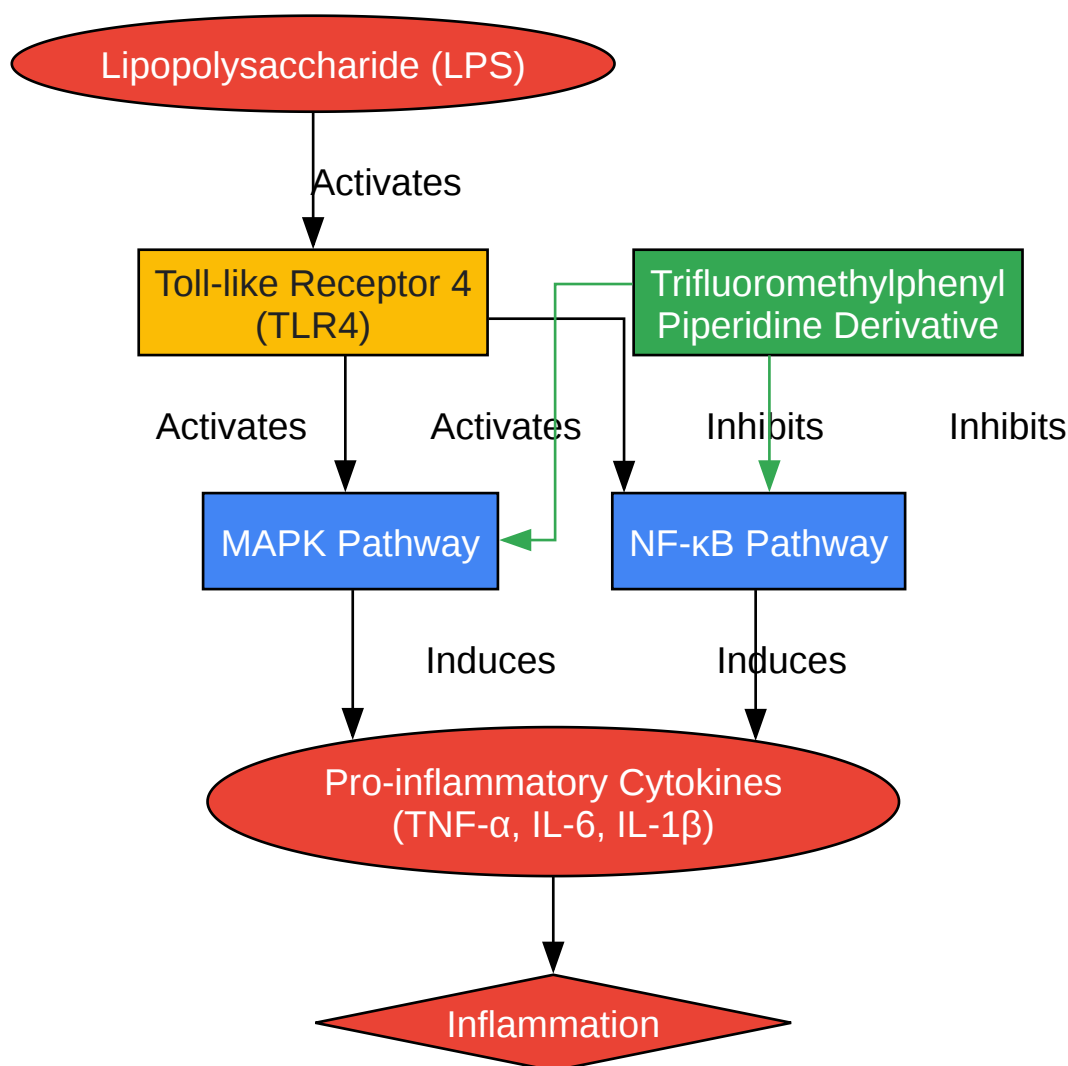 Lipopolysaccharide (LPS)
Activates
Toll-like Receptor 4
(TLR4)
Trifluoromethylphenyl
Piperidine Derivative
Activates
Activates
Inhibits
Inhibits
MAPK Pathway
NF-κB Pathway
Induces
Induces
Pro-inflammatory Cytokines
(TNF-α, IL-6, IL-1β)
Inflammation